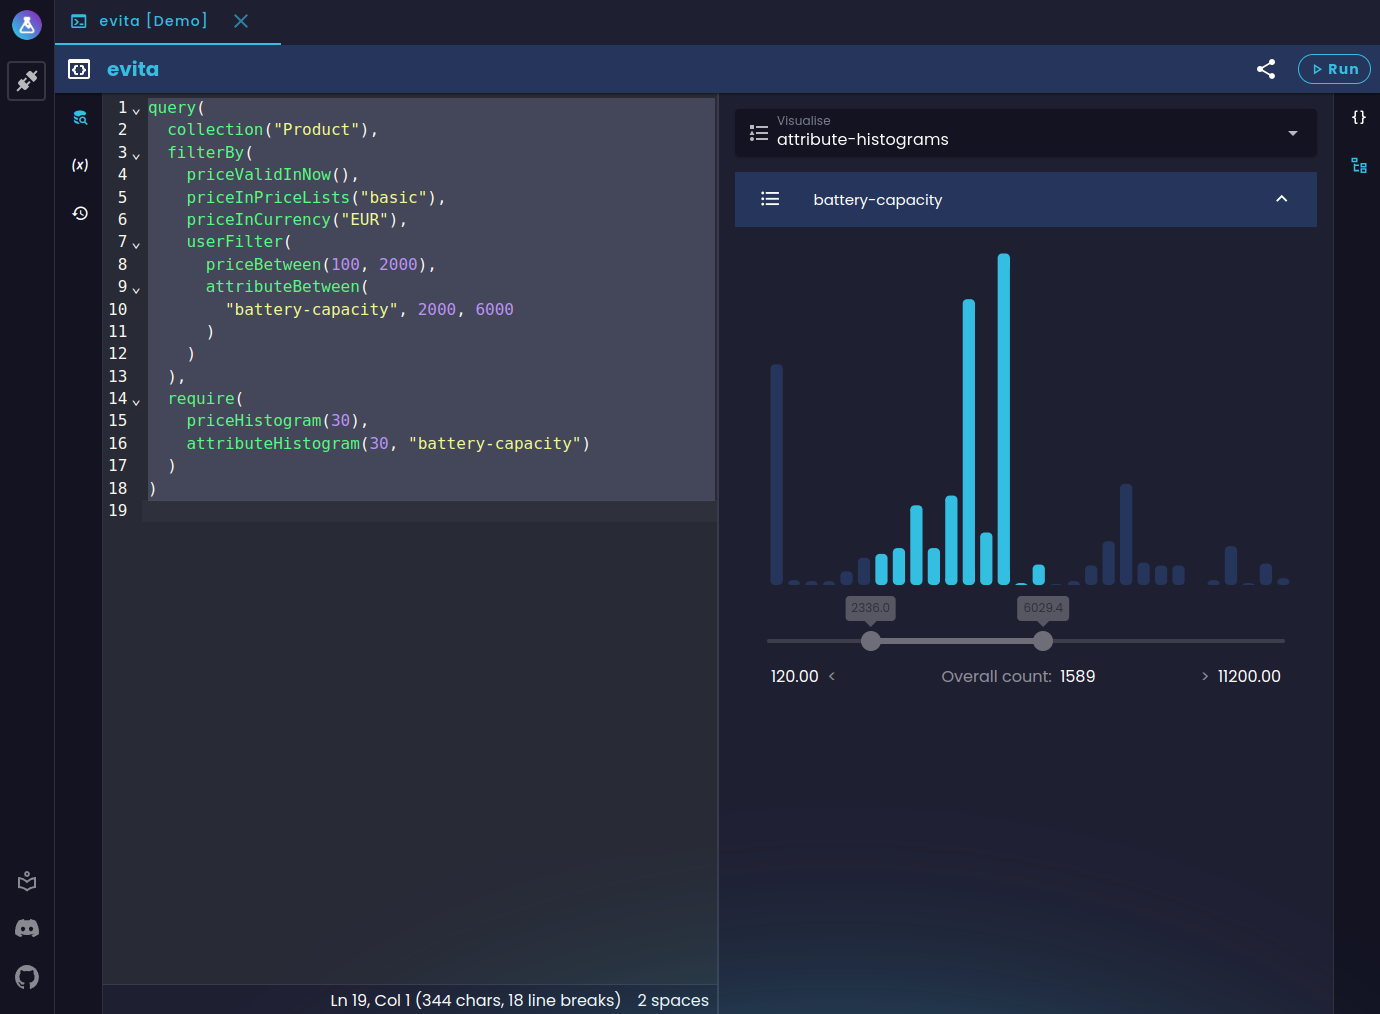 evita [Demo]
evita
Run
1 query(
2 collection("Product"),
3 filterBy(
4 priceValidInNow(),
5 priceInPriceLists("basic"),
6 priceInCurrency("EUR"),
7 userFilter(
8 priceBetween(100, 2000),
9 attributeBetween(
10 "battery-capacity", 2000, 6000
11 )
12 )
13 ),
14 require(
15 priceHistogram(30),
16 attributeHistogram(30, "battery-capacity")
17 )
18 )
19
Ln 19, Col 1 (344 chars, 18 line breaks) 2 spaces
Visualise
attribute-histograms
battery-capacity
2336.0 6029.4
120.00 < Overall count: 1589 > 11200.00
(x)
{}